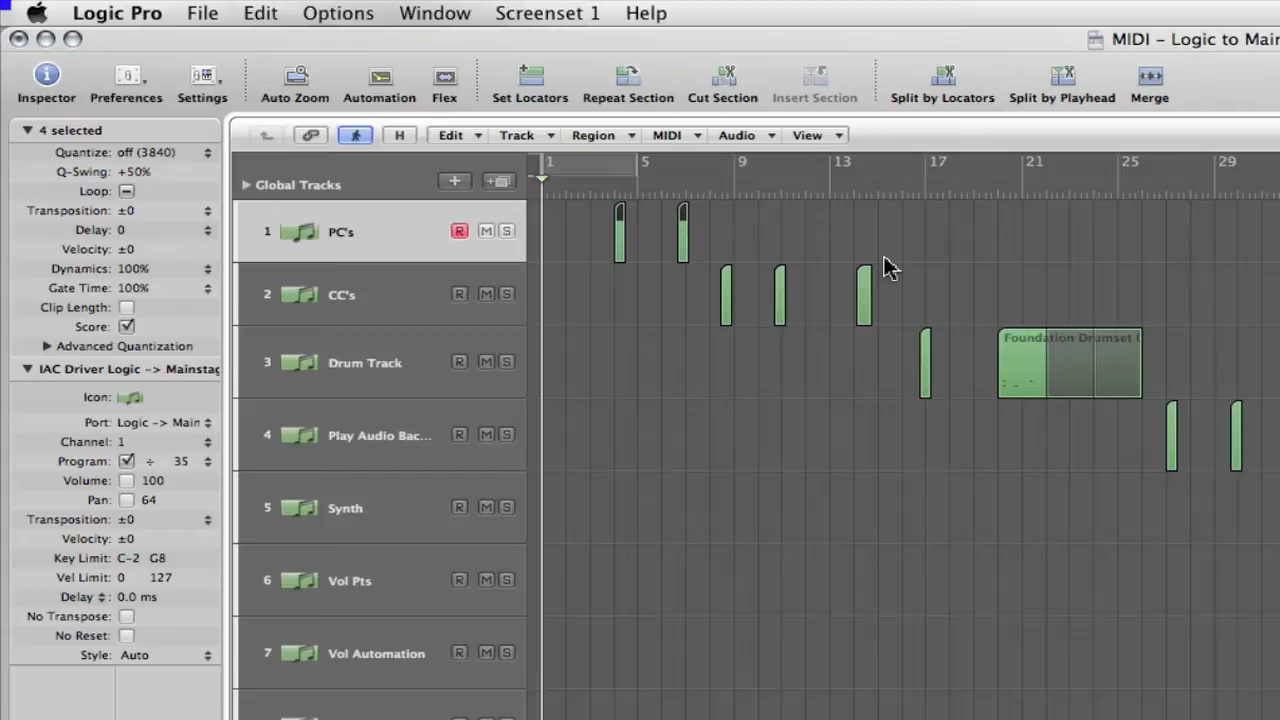 Logic Pro File Edit Options Window Screenset 1 Help
MIDI – Logic to Mai
Inspector Preferences Settings Auto Zoom Automation Flex Set Locators Repeat Section Cut Section Insert Section Split by Locators Split by Playhead Merge
4 selected
H Edit Track Region MIDI Audio View
Quantize: off (3840)
Q-Swing: +50%
Loop:
Transposition: ±0
Delay: 0
Velocity: ±0
Dynamics: 100%
Gate Time: 100%
Clip Length:
Score:
Advanced Quantization
IAC Driver Logic -> Mainstag
Icon:
Port: Logic -> Main
Channel: 1
Program: ÷ 35
Volume: 100
Pan: 64
Transposition: ±0
Velocity: ±0
Key Limit: C-2 G8
Vel Limit: 0 127
Delay: 0.0 ms
No Transpose:
No Reset:
Style: Auto
1 5 9 13 17 21 25 29
Global Tracks
1 PC's R M S
2 CC's R M S
3 Drum Track R M S
Foundation Drumset (
4 Play Audio Bac... R M S
5 Synth R M S
6 Vol Pts R M S
7 Vol Automation R M S